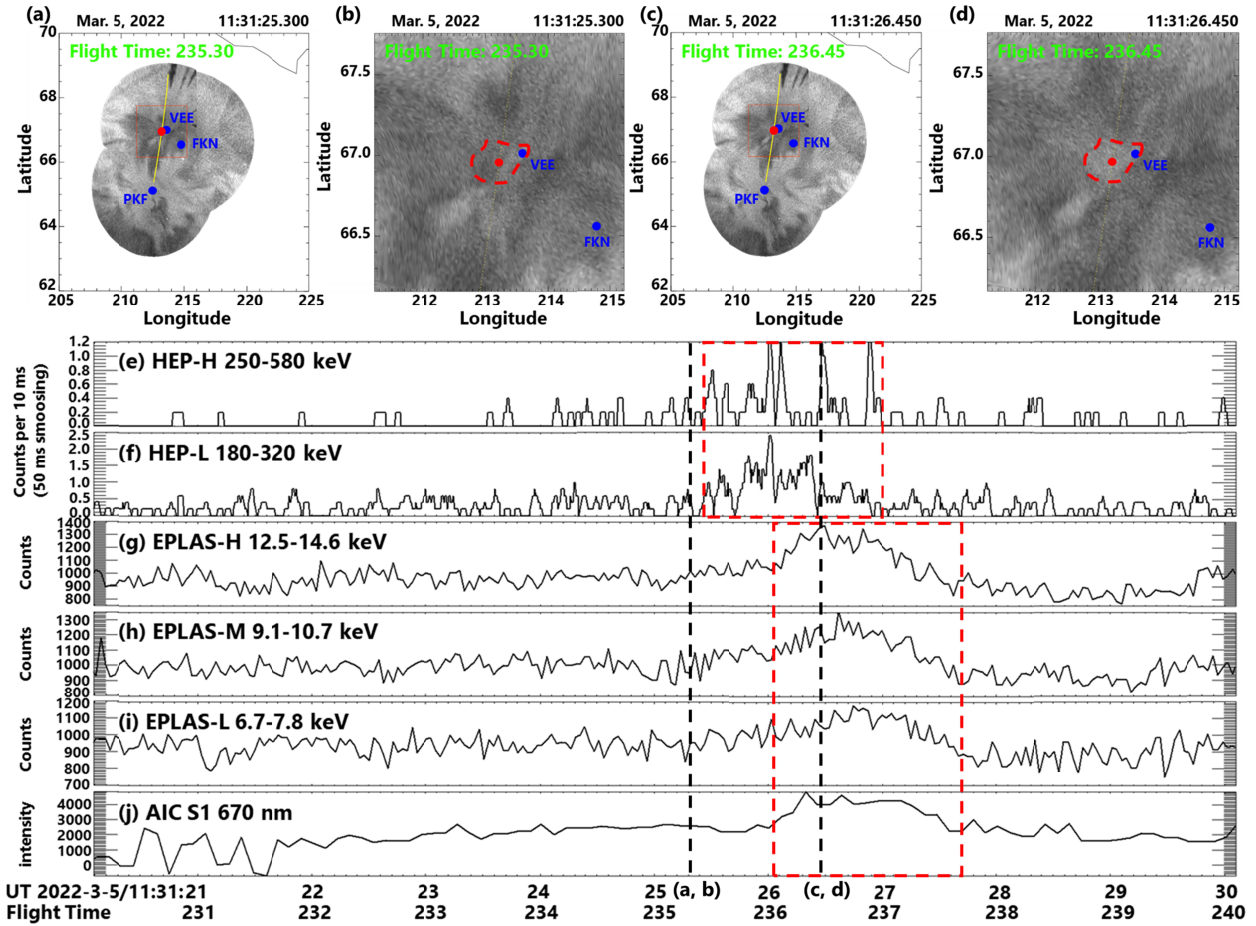 (a) Mar. 5, 2022 11:31:25.300 (b) Mar. 5, 2022 11:31:25.300 (c) Mar. 5, 2022 11:31:26.450 (d) Mar. 5, 2022 11:31:26.450
Flight Time: 235.30
Flight Time: 235.30
Flight Time: 236.45
Flight Time: 236.45
70
68
66
64
62
Latitude
VEE
FKN
PKF
205 210 215 220 225
Longitude
67.5
67.0
66.5
Latitude
VEE
FKN
212 213 214 215
Longitude
70
68
66
64
62
Latitude
VEE
FKN
PKF
205 210 215 220 225
Longitude
67.5
67.0
66.5
Latitude
VEE
FKN
212 213 214 215
Longitude
Counts per 10 ms
(50 ms smoosing)
(e) HEP-H 250-580 keV
1.2
1.0
0.8
0.6
0.4
0.2
0.0
(f) HEP-L 180-320 keV
2.5
2.0
1.5
1.0
0.5
0.0
(g) EPLAS-H 12.5-14.6 keV
Counts
1400
1300
1200
1100
1000
900
800
(h) EPLAS-M 9.1-10.7 keV
Counts
1300
1200
1100
1000
900
800
(i) EPLAS-L 6.7-7.8 keV
Counts
1200
1100
1000
900
800
700
(j) AIC S1 670 nm
intensity
4000
3000
2000
1000
0
UT 2022-3-5/11:31:21 22 23 24 25 (a, b) 26 (c, d) 27 28 29 30
Flight Time 231 232 233 234 235 236 237 238 239 240